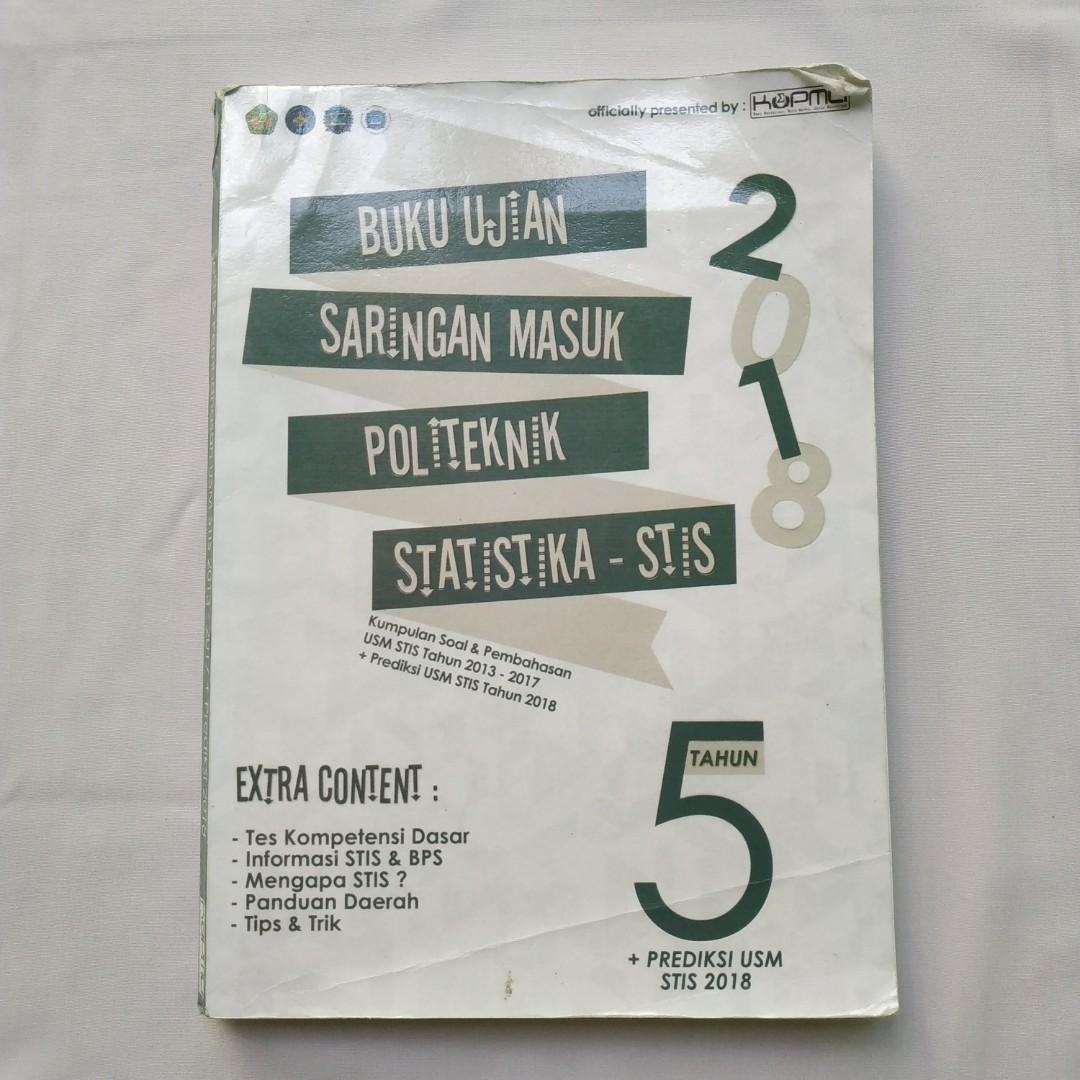 officially presented by : KOPMA
BUKU UJIAN
SARINGAN MASUK
POLITEKNIK
STATISTIKA - STIS
2018
Kumpulan Soal & Pembahasan
USM STIS Tahun 2013 - 2017
+ Prediksi USM STIS Tahun 2018
EXTRA CONTENT :
- Tes Kompetensi Dasar
- Informasi STIS & BPS
- Mengapa STIS ?
- Panduan Daerah
- Tips & Trik
5
TAHUN
+ PREDIKSI USM
STIS 2018